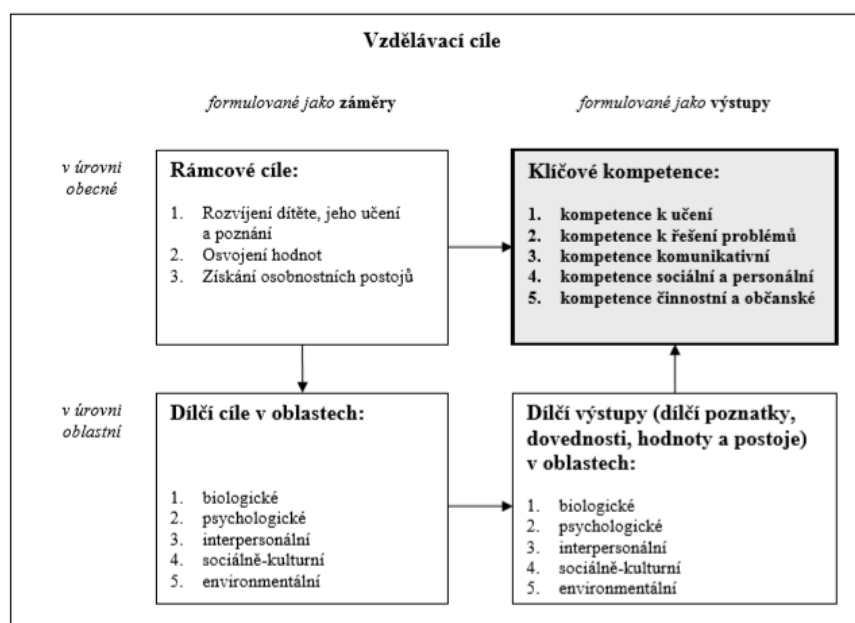 Vzdělávací cíle
formulované jako záměry
formulované jako výstupy
v úrovni
obecné
Rámcové cíle:
1. Rozvíjení dítěte, jeho učení
a poznání
2. Osvojení hodnot
3. Získání osobnostních postojů
Klíčové kompetence:
1. kompetence k učení
2. kompetence k řešení problémů
3. kompetence komunikativní
4. kompetence sociální a personální
5. kompetence činnostní a občanské
v úrovni
oblastní
Dílčí cíle v oblastech:
1. biologické
2. psychologické
3. interpersonální
4. sociálně-kulturní
5. environmentální
Dílčí výstupy (dílčí poznatky,
dovednosti, hodnoty a postoje)
v oblastech:
1. biologické
2. psychologické
3. interpersonální
4. sociálně-kulturní
5. environmentální